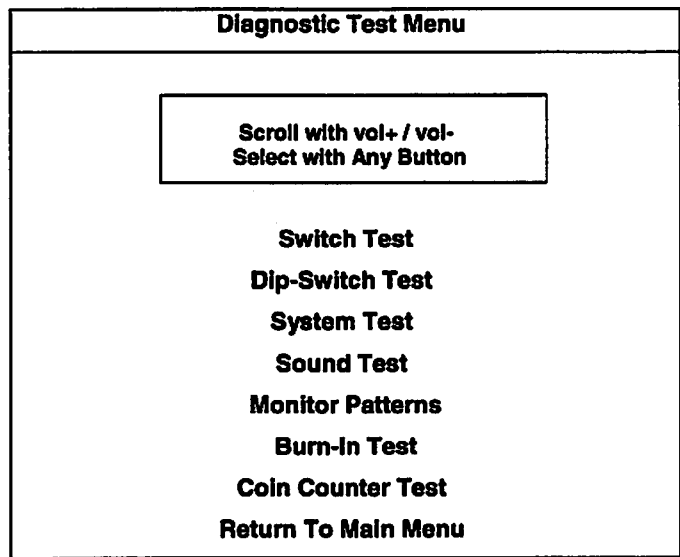 Diagnostic Test Menu
Scroll with vol+ / vol-
Select with Any Button
Switch Test
Dip-Switch Test
System Test
Sound Test
Monitor Patterns
Burn-In Test
Coin Counter Test
Return To Main Menu